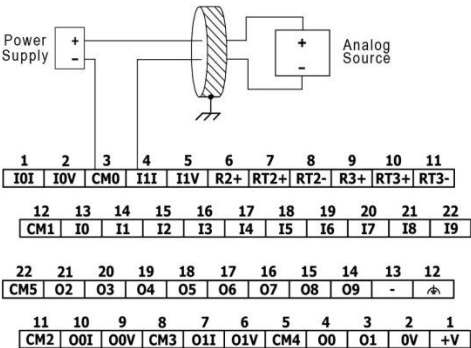 Power Supply
+
-
+
-
Analog Source
1 2 3 4 5 6 7 8 9 10 11
I0I I0V CM0 I1I I1V R2+ RT2+ RT2- R3+ RT3+ RT3-
12 13 14 15 16 17 18 19 20 21 22
CM1 I0 I1 I2 I3 I4 I5 I6 I7 I8 I9
22 21 20 19 18 17 16 15 14 13 12
CM5 O2 O3 O4 O5 O6 O7 O8 O9 -
11 10 9 8 7 6 5 4 3 2 1
CM2 O0I O0V CM3 O1I O1V CM4 O0 O1 0V +V